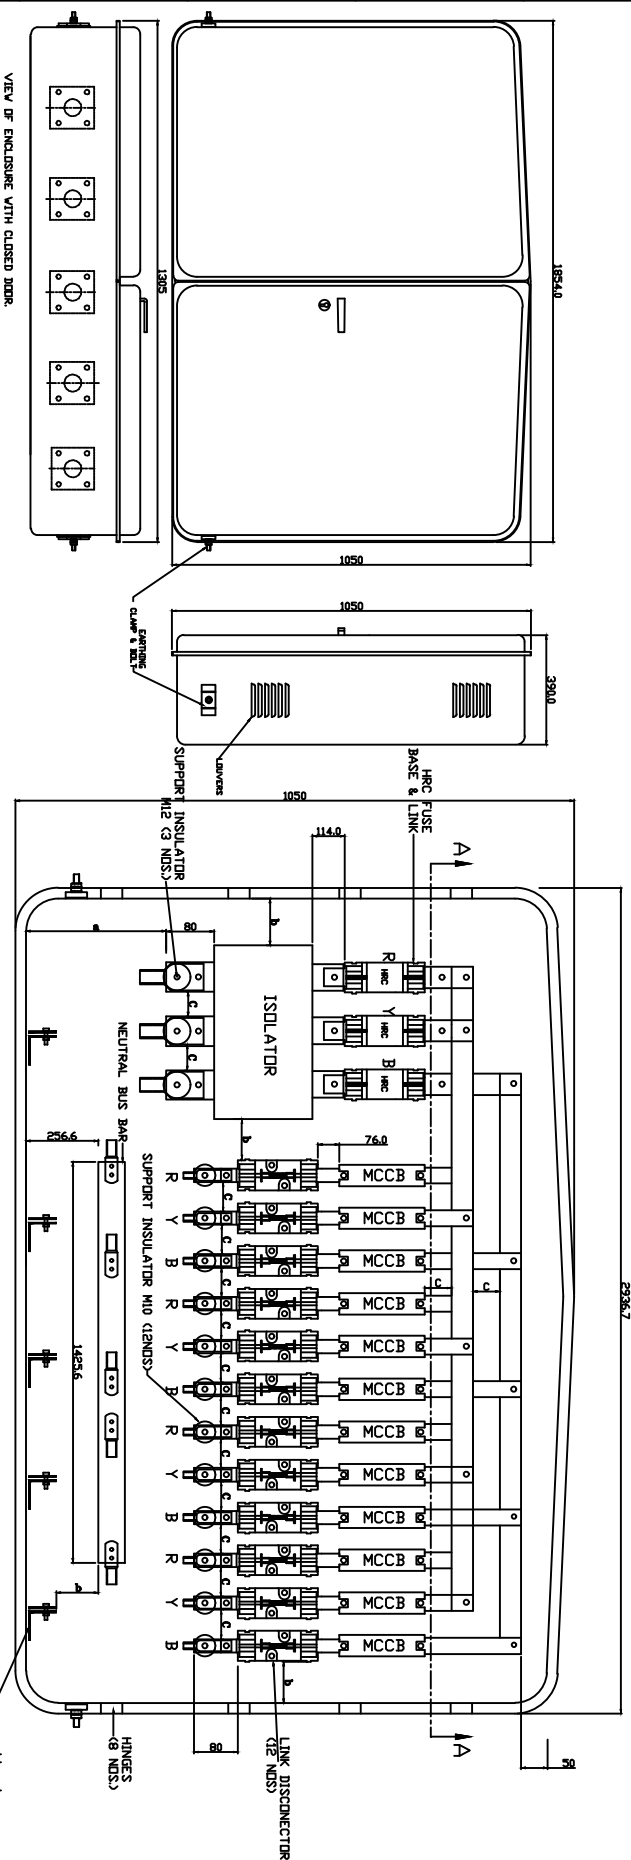 1854.0
1050
1305
VIEW OF ENCLOSURE WITH CLOSED DOOR.
EARTHING
CLAMP & BOLT
1050
390.0
LOUVERS
2936.7
1050
50
HRC FUSE
BASE & LINK
A
A
114.0
R
Y
B
HRC
HRC
HRC
ISOLATOR
SUPPORT INSULATOR
M12 (3 NOS.)
a
80
b
b
c
c
76.0
C
C
MCCB
MCCB
MCCB
MCCB
MCCB
MCCB
MCCB
MCCB
MCCB
MCCB
MCCB
MCCB
c
c
c
c
c
c
c
c
c
c
c
R
Y
B
R
Y
B
R
Y
B
R
Y
B
b
80
LINK DISCONECTOR
(12 NOS)
SUPPORT INSULATOR M10 (12NOS)
NEUTRAL BUS BAR
256.6
1425.6
b
HINGES
(8 NOS.)